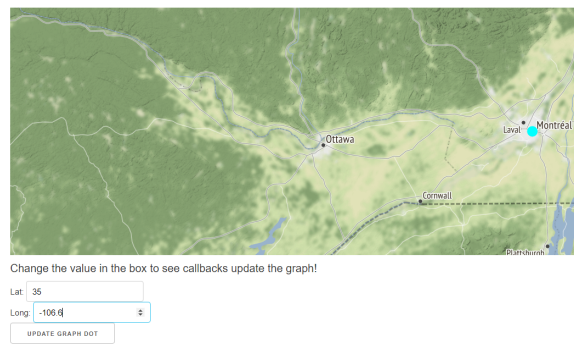 Ottawa
Laval
Montréal
Cornwall
Plattsburgh
Change the value in the box to see callbacks update the graph!
Lat: 35
Long: -106.6
UPDATE GRAPH DOT